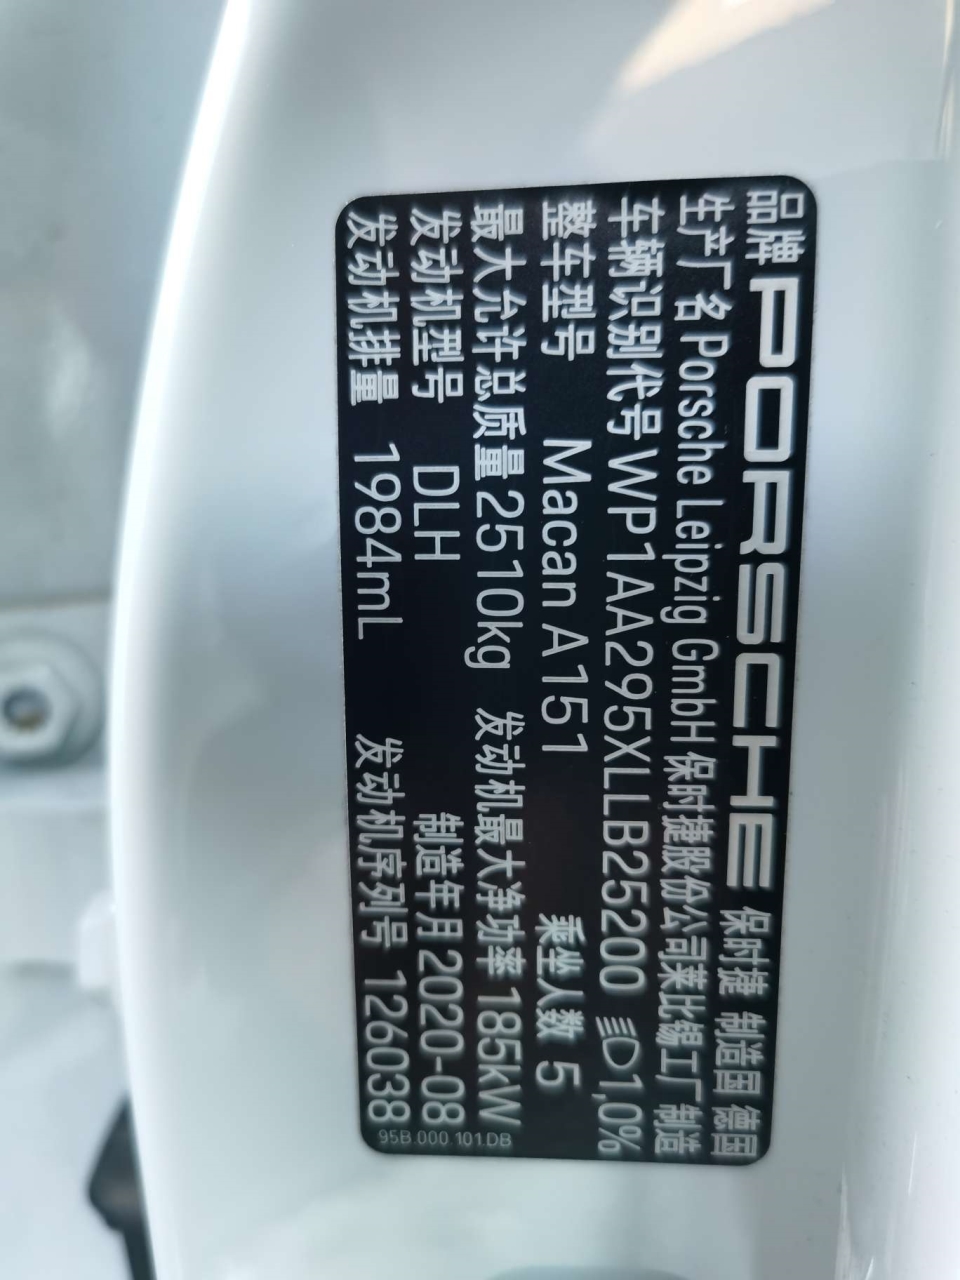 品牌 PORSCHE 保时捷 制造国 德国
生产厂名 Porsche Leipzig GmbH 保时捷股份公司莱比锡工厂 制造
车辆识别代号 WP1AA295XLLB25200 1,0%
整车型号 Macan A151 乘坐人数 5
最大允许总质量 2510kg 发动机最大净功率 185kW
发动机型号 DLH 制造年月 2020-08
发动机排量 1984mL 发动机序列号 126038
95B.000.101.DB